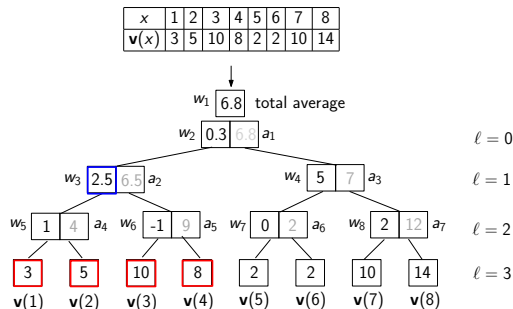 x 1 2 3 4 5 6 7 8
v(x) 3 5 10 8 2 2 10 14
w1 6.8 total average
w2 0.3 6.8 a1 ℓ = 0
w3 2.5 6.5 a2 w4 5 7 a3 ℓ = 1
w5 1 4 a4 w6 -1 9 a5 w7 0 2 a6 w8 2 12 a7 ℓ = 2
3 5 10 8 2 2 10 14 ℓ = 3
v(1) v(2) v(3) v(4) v(5) v(6) v(7) v(8)